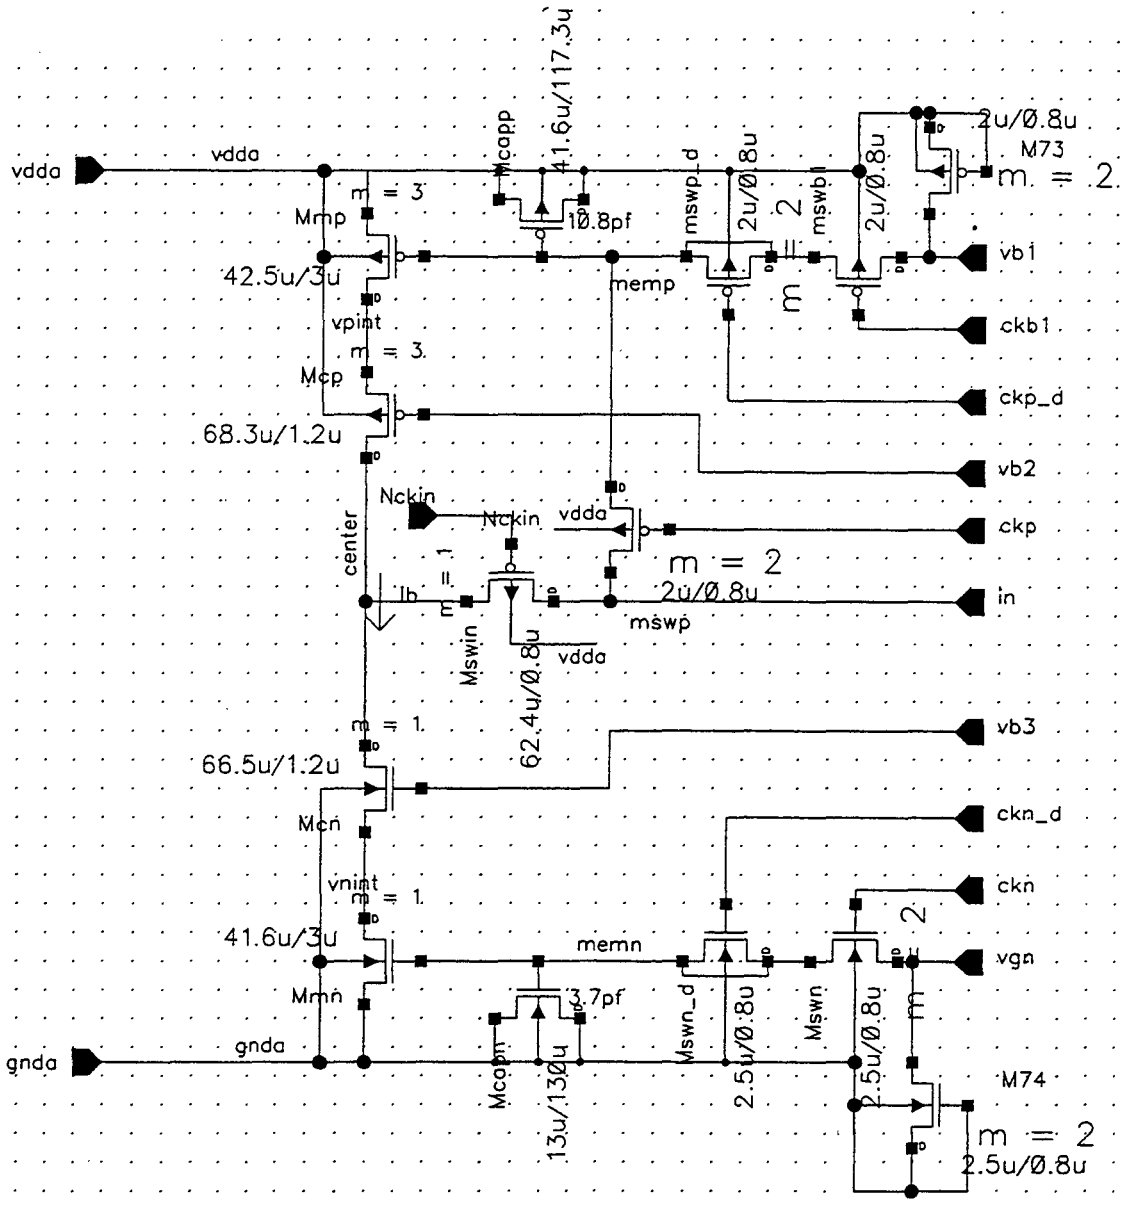 41.6u/117.3u
Mcapp
2u/0.8u
M73
m = 2
vdda
vdda
mswp_d
2u/0.8u
m = 2
mswb1
2u/0.8u
m = 3
Mmp
10.8pf
D
42.5u/3u
memp
vb1
vpint
ckb1
m = 3
Mcp
ckp_d
68.3u/1.2u
vb2
Nckin
Nckin
vdda
ckp
center
m = 1
m = 2
Ib
2u/0.8u
in
mswp
Mswin
62.4u/0.8u
vdda
m = 1
vb3
66.5u/1.2u
Mcn
ckn_d
vnint
m = 1
ckn
m = 2
41.6u/3u
memn
vgn
Mmn
3.7pf
Mcapn
13u/130u
Mswn_d
2.5u/0.8u
Mswn
2.5u/0.8u
gnda
gnda
M74
m = 2
2.5u/0.8u